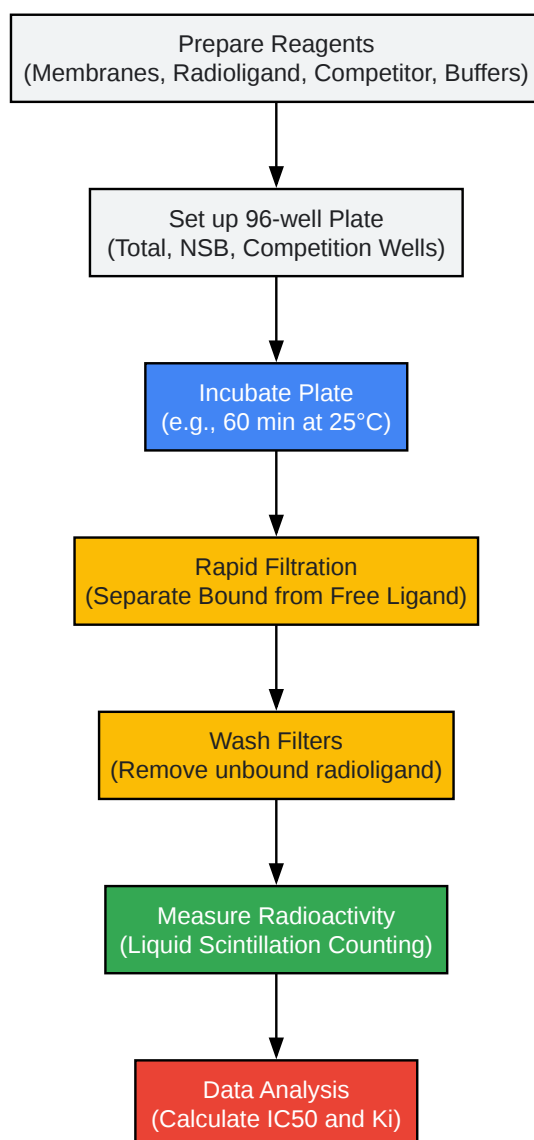 Prepare Reagents
(Membranes, Radioligand, Competitor, Buffers)
Set up 96-well Plate
(Total, NSB, Competition Wells)
Incubate Plate
(e.g., 60 min at 25°C)
Rapid Filtration
(Separate Bound from Free Ligand)
Wash Filters
(Remove unbound radioligand)
Measure Radioactivity
(Liquid Scintillation Counting)
Data Analysis
(Calculate IC50 and Ki)